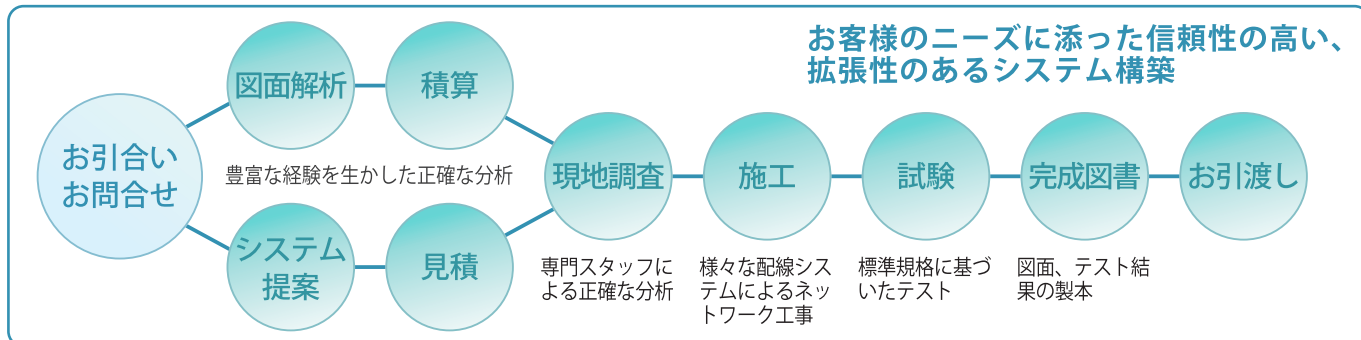 お客様のニーズに添った信頼性の高い、
拡張性のあるシステム構築
お引合い
お問合せ
図面解析
積算
豊富な経験を生かした正確な分析
システム
提案
見積
現地調査
専門スタッフに
よる正確な分析
施工
様々な配線シス
テムによるネッ
トワーク工事
試験
標準規格に基づ
いたテスト
完成図書
図面、テスト結
果の製本
お引渡し